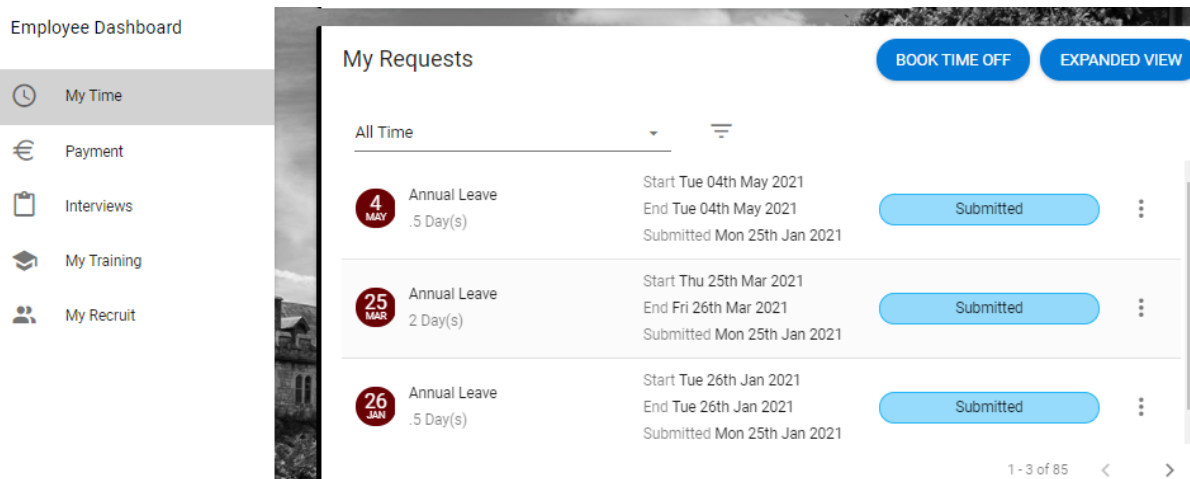 Employee Dashboard
My Time
Payment
Interviews
My Training
My Recruit
My Requests
BOOK TIME OFF
EXPANDED VIEW
All Time
4
MAY
Annual Leave
.5 Day(s)
Start Tue 04th May 2021
End Tue 04th May 2021
Submitted Mon 25th Jan 2021
Submitted
25
MAR
Annual Leave
2 Day(s)
Start Thu 25th Mar 2021
End Fri 26th Mar 2021
Submitted Mon 25th Jan 2021
Submitted
26
JAN
Annual Leave
.5 Day(s)
Start Tue 26th Jan 2021
End Tue 26th Jan 2021
Submitted Mon 25th Jan 2021
Submitted
1 - 3 of 85